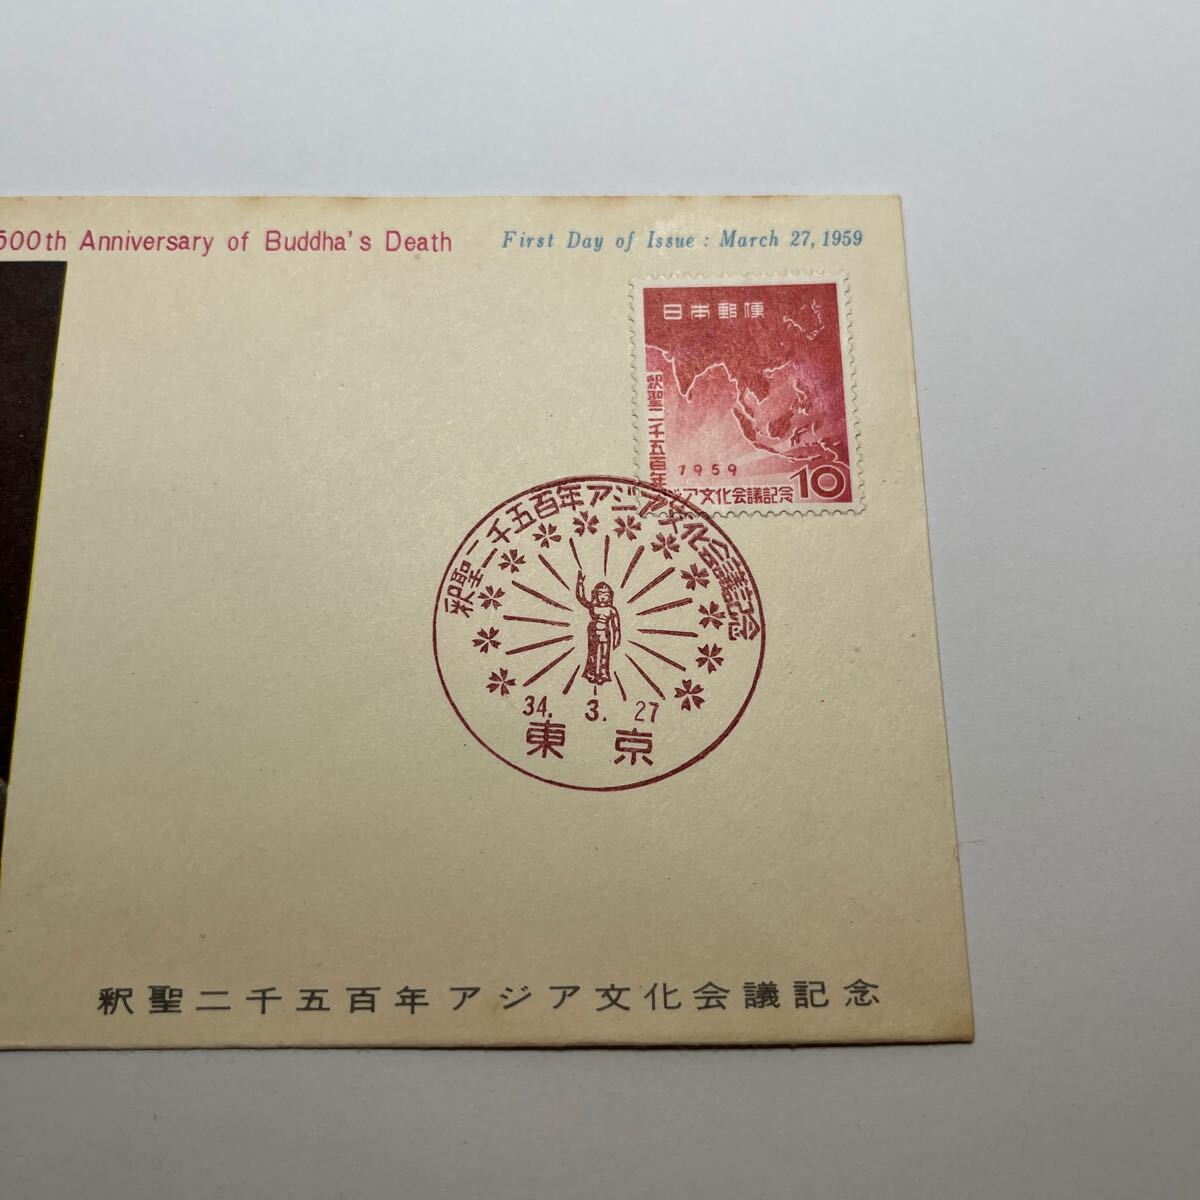 500th Anniversary of Buddha's Death
First Day of Issue : March 27, 1959
日本郵便
釈聖二千五百年
1959
アジア文化会議記念
10
釈聖二千五百年アジア文化会議記念
34. 3. 27
東京
釈聖二千五百年アジア文化会議記念